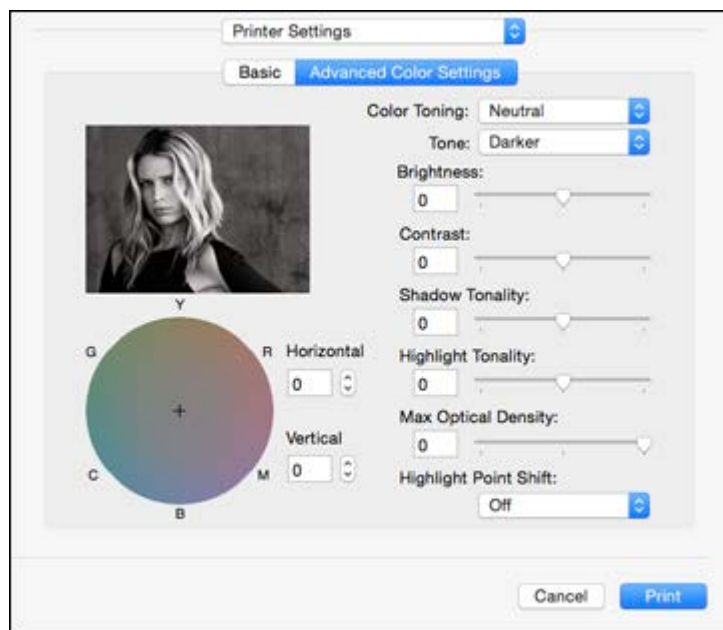 Printer Settings
Basic
Advanced Color Settings
Color Toning: Neutral
Tone: Darker
Brightness:
0
Contrast:
0
Shadow Tonality:
0
Highlight Tonality:
0
Max Optical Density:
0
Highlight Point Shift:
Off
Y
G
R
C
M
B
Horizontal
0
Vertical
0
Cancel
Print